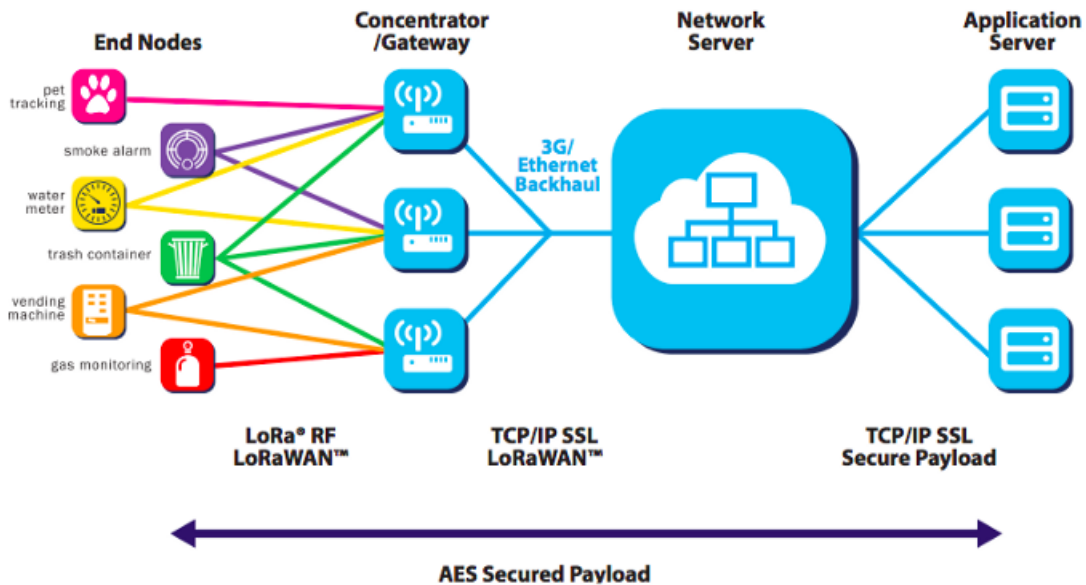 End Nodes
Concentrator
/Gateway
Network
Server
Application
Server
pet
tracking
smoke alarm
water
meter
trash container
vending
machine
gas monitoring
3G/
Ethernet
Backhaul
LoRa® RF
LoRaWAN™
TCP/IP SSL
LoRaWAN™
TCP/IP SSL
Secure Payload
AES Secured Payload